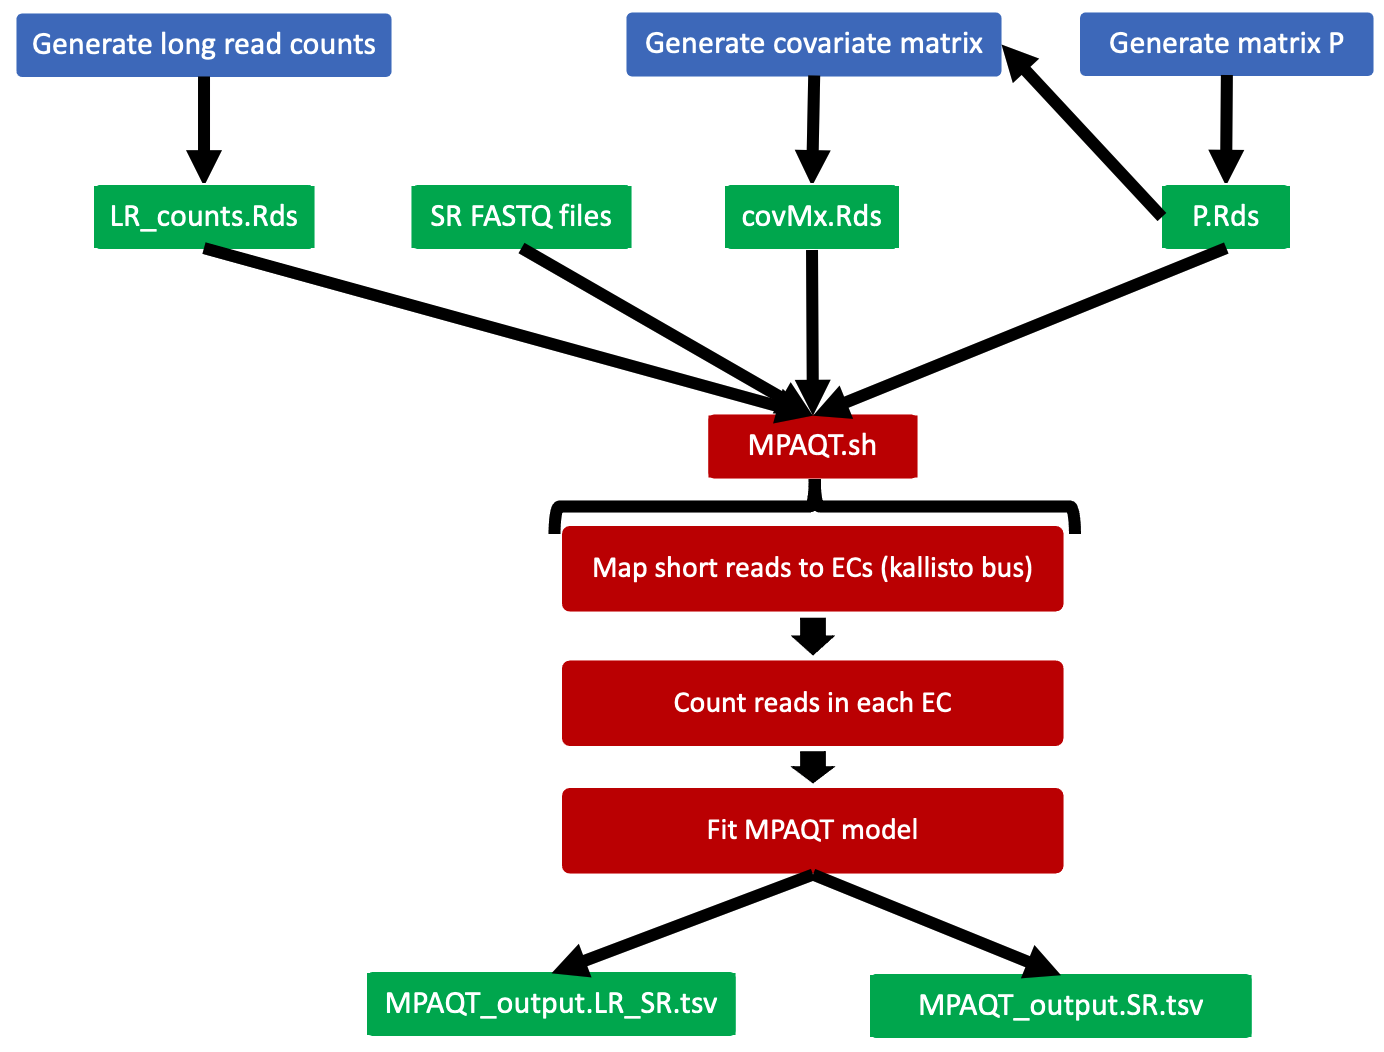 Generate long read counts
Generate covariate matrix
Generate matrix P
LR_counts.Rds
SR FASTQ files
covMx.Rds
P.Rds
MPAQT.sh
Map short reads to ECs (kallisto bus)
Count reads in each EC
Fit MPAQT model
MPAQT_output.LR_SR.tsv
MPAQT_output.SR.tsv